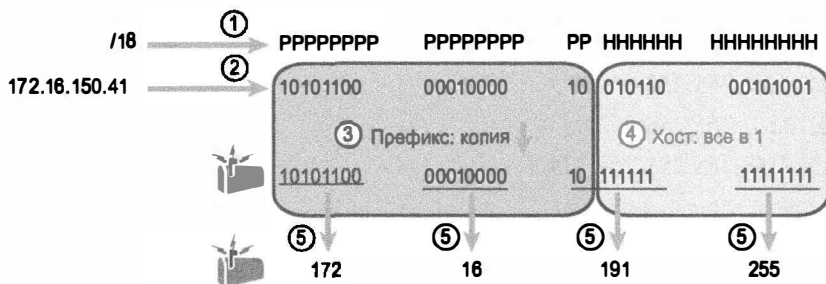 /18 ① PPPPPPPP PPPPPPPP PP HHHHHH HHHHHHHH
172.16.150.41 ② 10101100 00010000 10 010110 00101001
③ Префикс: копия ④ Хост: все в 1
10101100 00010000 10 111111 11111111
⑤ ⑤ ⑤ ⑤
172 16 191 255